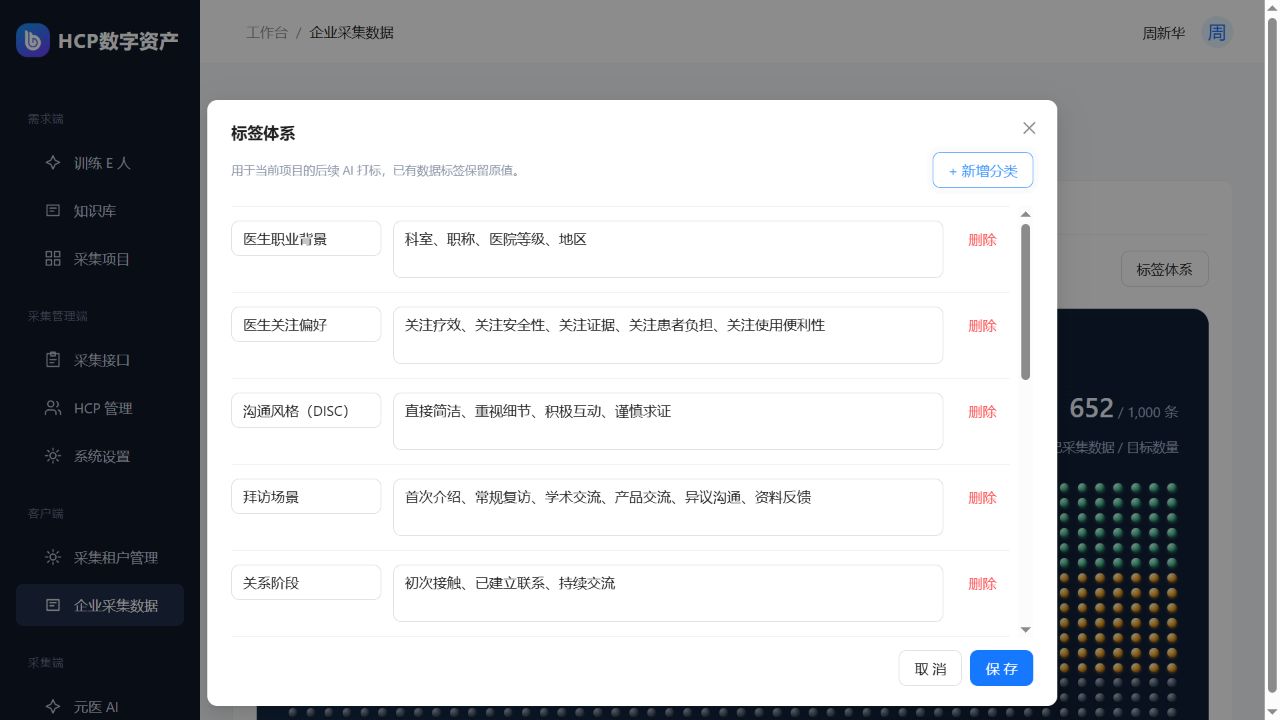 HCP数字资产
需求端
训练 E 人
知识库
采集项目
采集管理端
采集接口
HCP 管理
系统设置
客户端
采集租户管理
企业采集数据
采集端
元医 AI
工作台 / 企业采集数据
周新华 周
标签体系
用于当前项目的后续 AI 打标，已有数据标签保留原值。
+ 新增分类
医生职业背景 科室、职称、医院等级、地区 删除
医生关注偏好 关注疗效、关注安全性、关注证据、关注患者负担、关注使用便利性 删除
沟通风格（DISC） 直接简洁、重视细节、积极互动、谨慎求证 删除
拜访场景 首次介绍、常规复访、学术交流、产品交流、异议沟通、资料反馈 删除
关系阶段 初次接触、已建立联系、持续交流 删除
取 消 保 存
标签体系
652 / 1,000 条
采集数据 / 目标数量